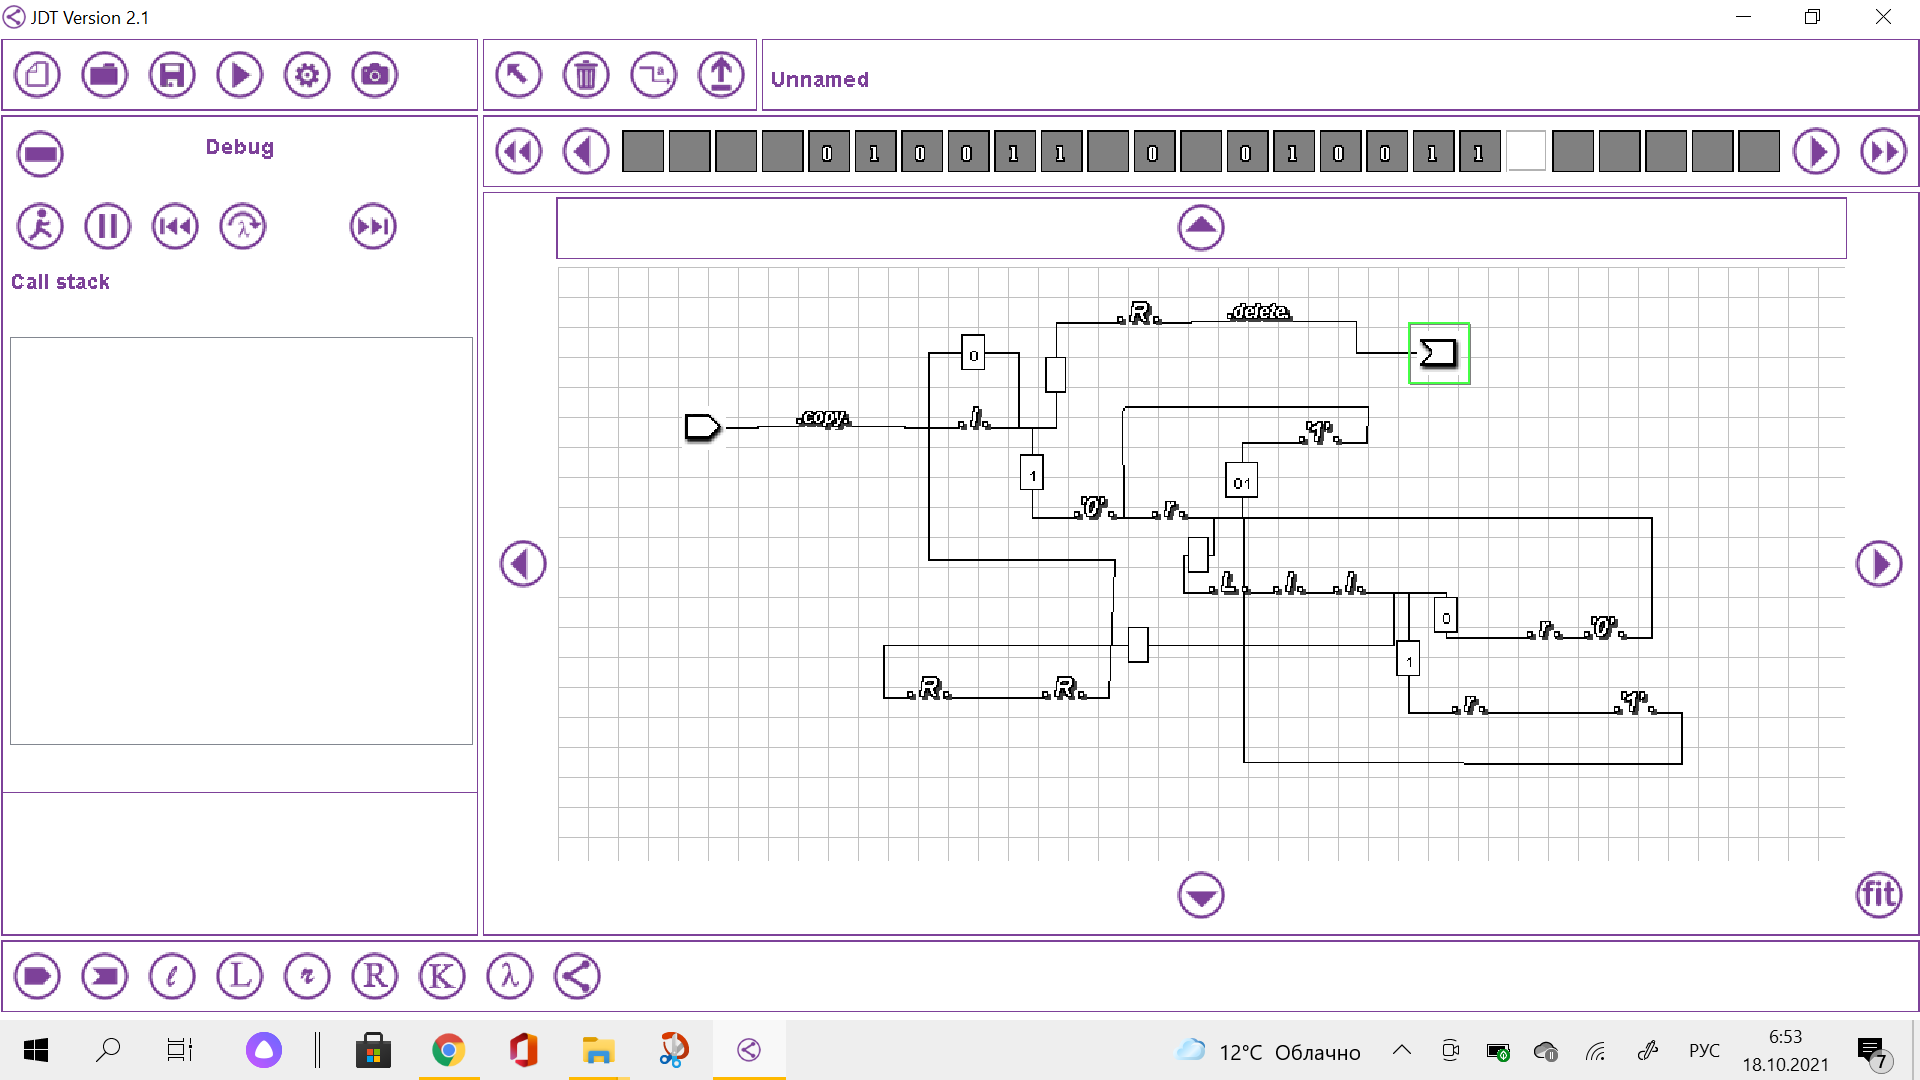 JDT Version 2.1
Unnamed
Debug
0 1 0 0 1 1 0 0 1 0 0 1 1
Call stack
.R. .delete.
0
.copy. .l.
.'1'.
1
01
.'0'. .r.
.L. .l. .l.
0
.r. .'0'.
1
.R. .R.
.r. .'1'.
fit
l L r R K λ
12°C Облачно
РУС
6:53
18.10.2021
7